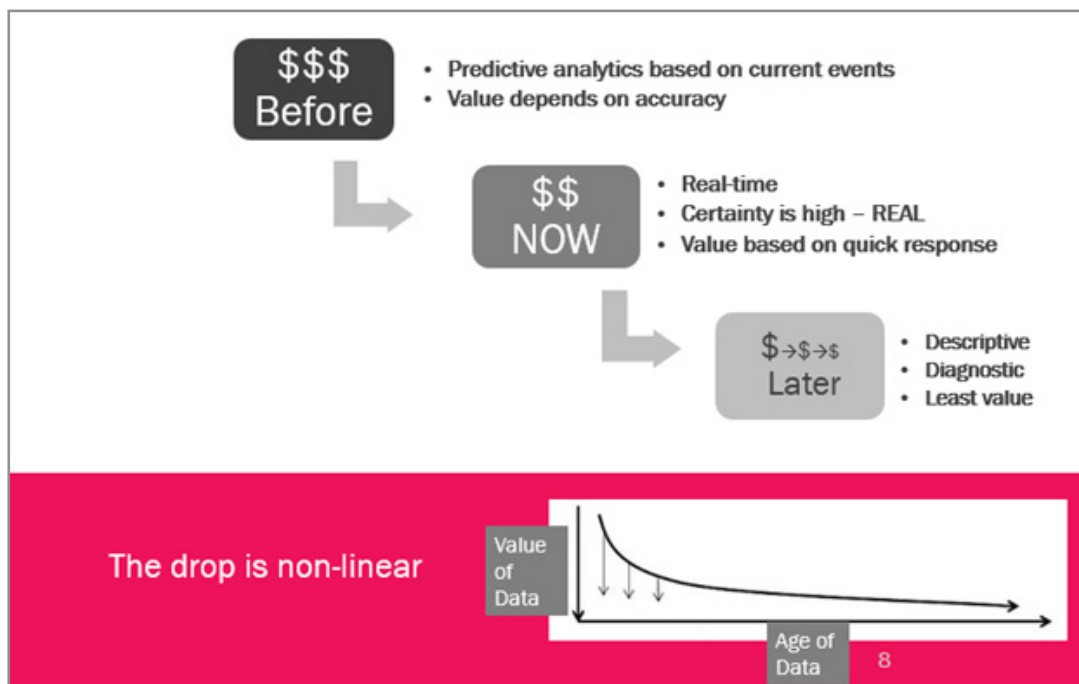 $$$
Before
• Predictive analytics based on current events
• Value depends on accuracy
$$
NOW
• Real-time
• Certainty is high – REAL
• Value based on quick response
$→$→$
Later
• Descriptive
• Diagnostic
• Least value
The drop is non-linear
Value
of
Data
Age of
Data
8